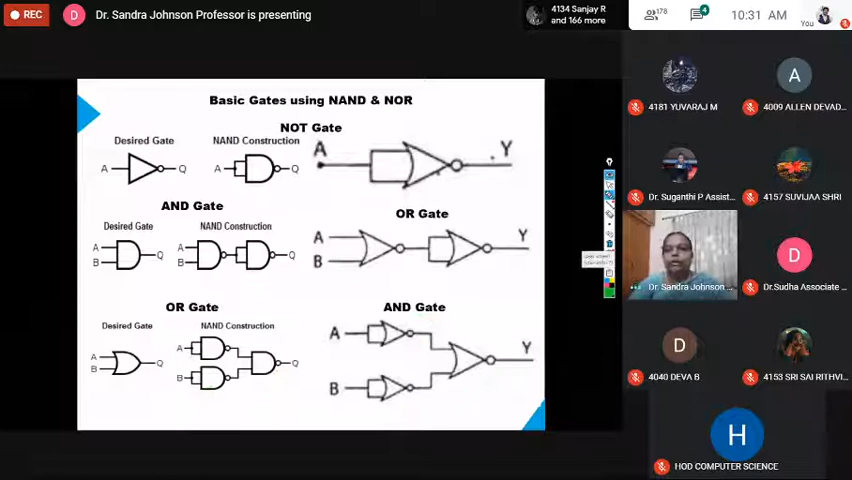 REC
D
Dr. Sandra Johnson Professor is presenting
4134 Sanjay R
and 166 more
178
4
10:31 AM
You
Basic Gates using NAND & NOR
NOT Gate
Desired Gate
NAND Construction
A
Q
A
Q
A
Y
AND Gate
Desired Gate
NAND Construction
A
B
Q
A
B
Q
OR Gate
A
B
Y
OR Gate
Desired Gate
NAND Construction
A
B
Q
A
B
Q
AND Gate
A
B
Y
4181 YUVARAJ M
A
4009 ALLEN DEVAD...
Dr. Suganthi P Assist...
4157 SUVIJAA SHRI
Dr. Sandra Johnson ...
D
Dr.Sudha Associate ...
D
4040 DEVA B
4153 SRI SAI RITHVI...
H
HOD COMPUTER SCIENCE